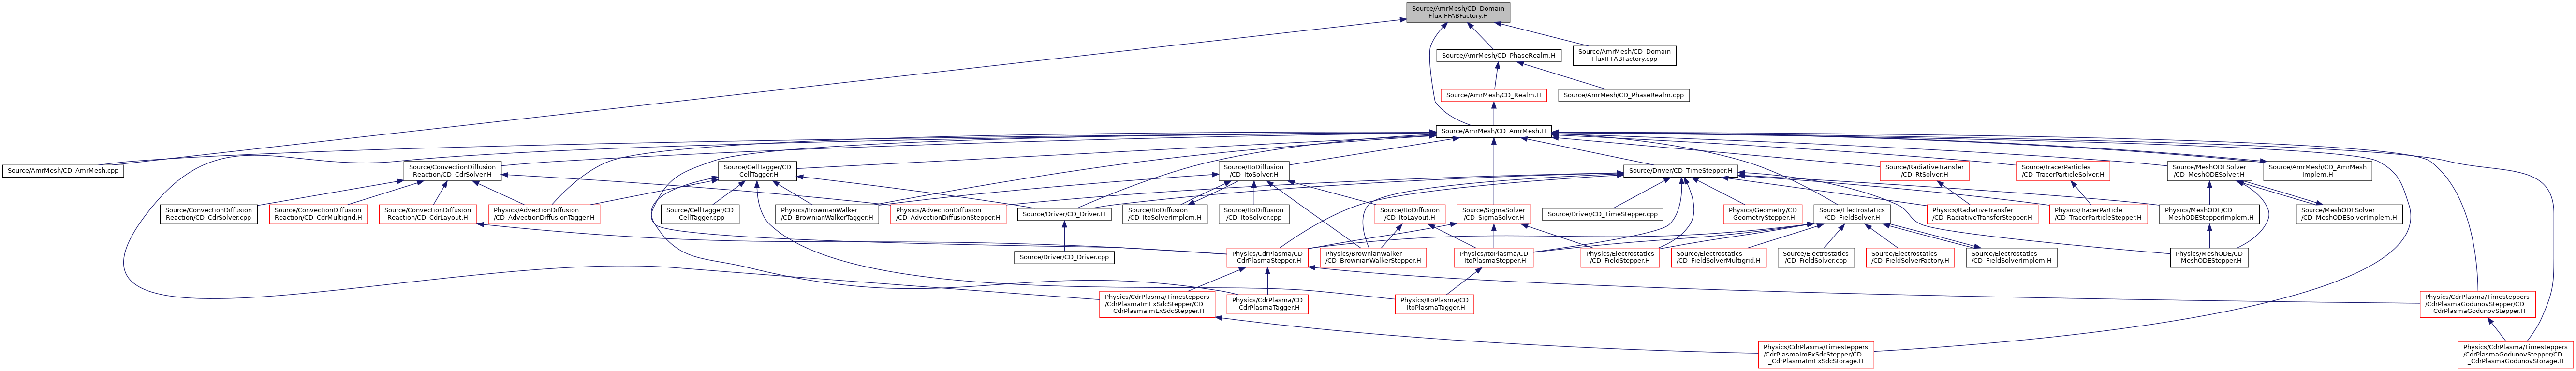 Source/AmrMesh/CD_Domain
FluxIFFABFactory.H
Source/AmrMesh/CD_PhaseRealm.H
Source/AmrMesh/CD_Domain
FluxIFFABFactory.cpp
Source/AmrMesh/CD_Realm.H
Source/AmrMesh/CD_PhaseRealm.cpp
Source/AmrMesh/CD_AmrMesh.H
Source/AmrMesh/CD_AmrMesh.cpp
Source/ConvectionDiffusion
Reaction/CD_CdrSolver.H
Source/CellTagger/CD
_CellTagger.H
Source/ItoDiffusion
/CD_ItoSolver.H
Source/Driver/CD_TimeStepper.H
Source/RadiativeTransfer
/CD_RtSolver.H
Source/TracerParticles
/CD_TracerParticleSolver.H
Source/MeshODESolver
/CD_MeshODESolver.H
Source/AmrMesh/CD_AmrMesh
Implem.H
Source/ConvectionDiffusion
Reaction/CD_CdrSolver.cpp
Source/ConvectionDiffusion
Reaction/CD_CdrMultigrid.H
Source/ConvectionDiffusion
Reaction/CD_CdrLayout.H
Physics/AdvectionDiffusion
/CD_AdvectionDiffusionTagger.H
Source/CellTagger/CD
_CellTagger.cpp
Physics/BrownianWalker
/CD_BrownianWalkerTagger.H
Physics/AdvectionDiffusion
/CD_AdvectionDiffusionStepper.H
Source/Driver/CD_Driver.H
Source/ItoDiffusion
/CD_ItoSolverImplem.H
Source/ItoDiffusion
/CD_ItoSolver.cpp
Source/ItoDiffusion
/CD_ItoLayout.H
Source/SigmaSolver
/CD_SigmaSolver.H
Source/Driver/CD_TimeStepper.cpp
Physics/Geometry/CD
_GeometryStepper.H
Source/Electrostatics
/CD_FieldSolver.H
Physics/RadiativeTransfer
/CD_RadiativeTransferStepper.H
Physics/TracerParticle
/CD_TracerParticleStepper.H
Physics/MeshODE/CD
_MeshODEStepperImplem.H
Source/MeshODESolver
/CD_MeshODESolverImplem.H
Source/Driver/CD_Driver.cpp
Physics/CdrPlasma/CD
_CdrPlasmaStepper.H
Physics/BrownianWalker
/CD_BrownianWalkerStepper.H
Physics/ItoPlasma/CD
_ItoPlasmaStepper.H
Physics/Electrostatics
/CD_FieldStepper.H
Source/Electrostatics
/CD_FieldSolverMultigrid.H
Source/Electrostatics
/CD_FieldSolver.cpp
Source/Electrostatics
/CD_FieldSolverFactory.H
Source/Electrostatics
/CD_FieldSolverImplem.H
Physics/MeshODE/CD
_MeshODEStepper.H
Physics/CdrPlasma/Timesteppers
/CdrPlasmaImExSdcStepper/CD
_CdrPlasmaImExSdcStepper.H
Physics/CdrPlasma/CD
_CdrPlasmaTagger.H
Physics/ItoPlasma/CD
_ItoPlasmaTagger.H
Physics/CdrPlasma/Timesteppers
/CdrPlasmaGodunovStepper/CD
_CdrPlasmaGodunovStepper.H
Physics/CdrPlasma/Timesteppers
/CdrPlasmaImExSdcStepper/CD
_CdrPlasmaImExSdcStorage.H
Physics/CdrPlasma/Timesteppers
/CdrPlasmaGodunovStepper/CD
_CdrPlasmaGodunovStorage.H